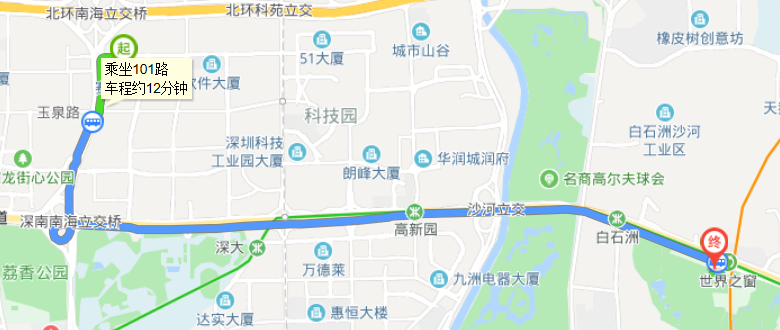 北环南海立交桥
北环科苑立交
起
乘坐101路
车程约12分钟
软件大厦
51大厦
城市山谷
橡皮树创意坊
玉泉路
科技园
白石洲沙河
工业区
深圳科技
工业园大厦
朗峰大厦
华润城润府
龙街心公园
名商高尔夫球会
道
深南南海立交桥
沙河立交
高新园
白石洲
终
深大
荔香公园
万德莱
九洲电器大厦
世界之窗
达实大厦
惠恒大楼